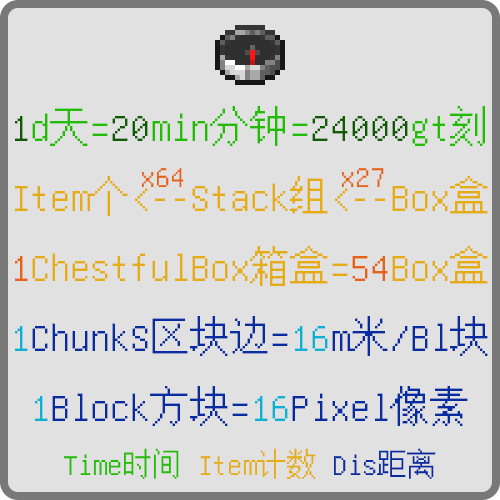 1d天=20min分钟=24000gt刻
x64 x27
Item个<--Stack组<--Box盒
1ChestfulBox箱盒=54Box盒
1ChunkS区块边=16m米/Bl块
1Block方块=16Pixel像素
Time时间 Item计数 Dis距离